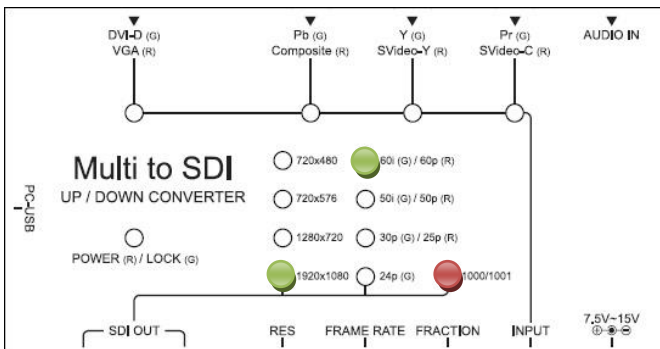 DVI-D (G)
VGA (R)
Pb (G)
Composite (R)
Y (G)
SVideo-Y (R)
Pr (G)
SVideo-C (R)
AUDIO IN
Multi to SDI
UP / DOWN CONVERTER
PC-USB
POWER (R) / LOCK (G)
720x480
60i (G) / 60p (R)
720x576
50i (G) / 50p (R)
1280x720
30p (G) / 25p (R)
1920x1080
24p (G)
1000/1001
SDI OUT
RES
FRAME RATE
FRACTION
INPUT
7.5V~15V